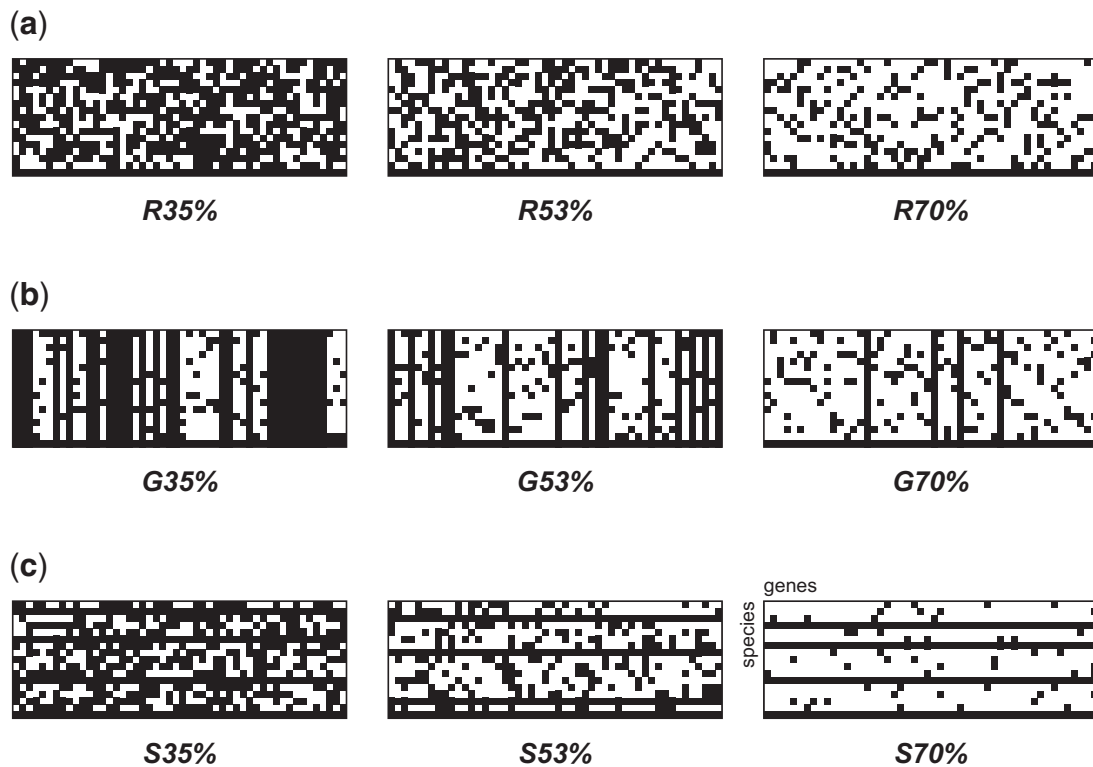 (a)
R35% R53% R70%
(b)
G35% G53% G70%
(c)
genes
species
S35% S53% S70%